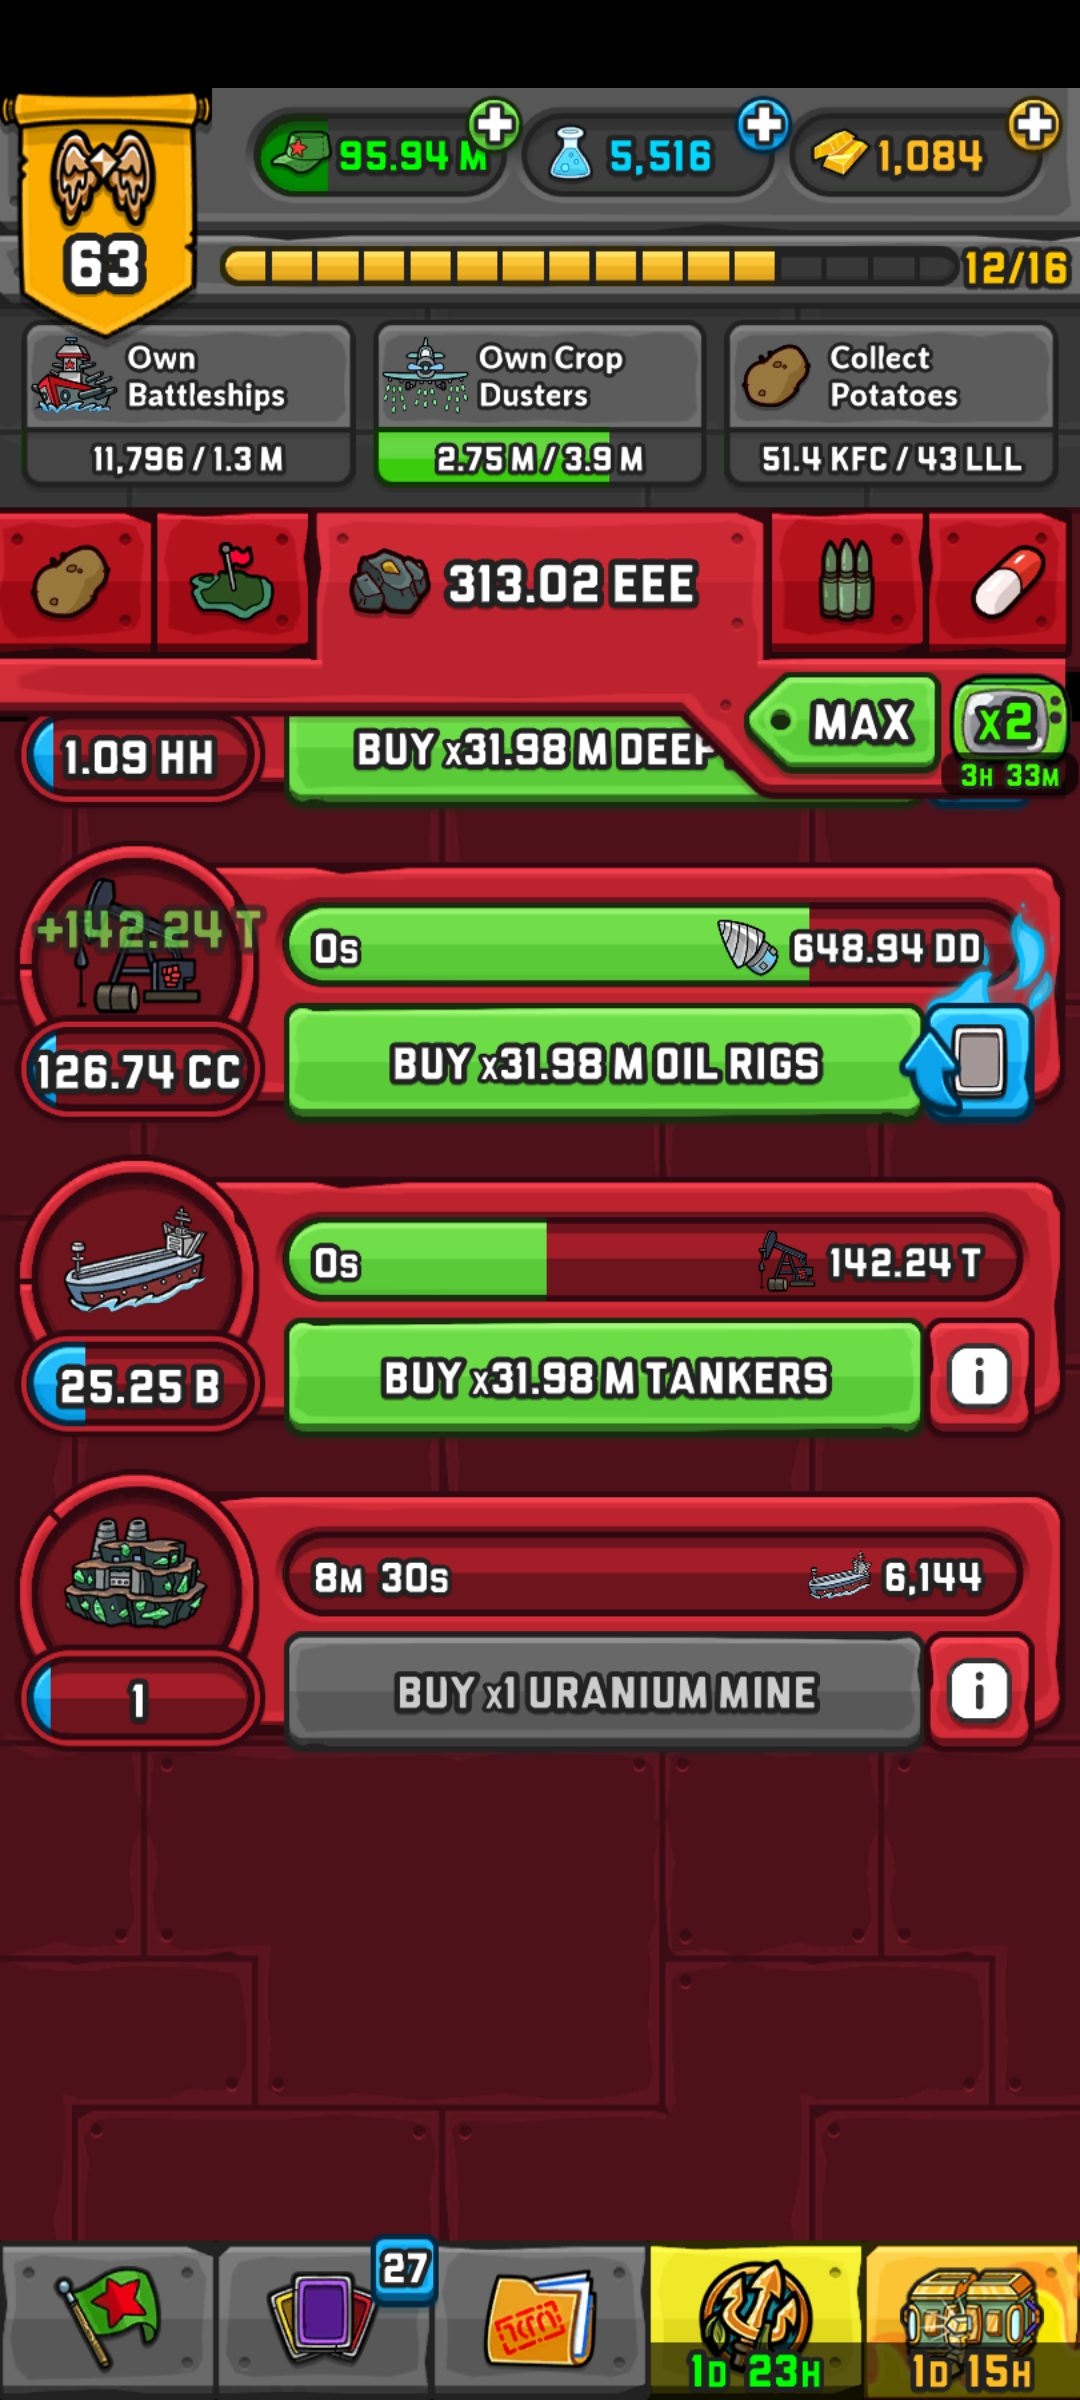 95.94 M
5,516
1,084
63
12/16
Own
Battleships
11,796 / 1.3 M
Own Crop
Dusters
2.75 M / 3.9 M
Collect
Potatoes
51.4 KFC / 43 LLL
313.02 EEE
MAX
x2
3H 33M
1.09 HH
BUY x31.98 M DEEP
+142.24 T
0s
648.94 DD
126.74 CC
BUY x31.98 M OIL RIGS
0s
142.24 T
25.25 B
BUY x31.98 M TANKERS
i
8M 30s
6,144
1
BUY x1 URANIUM MINE
i
27
1D 23H
1D 15H